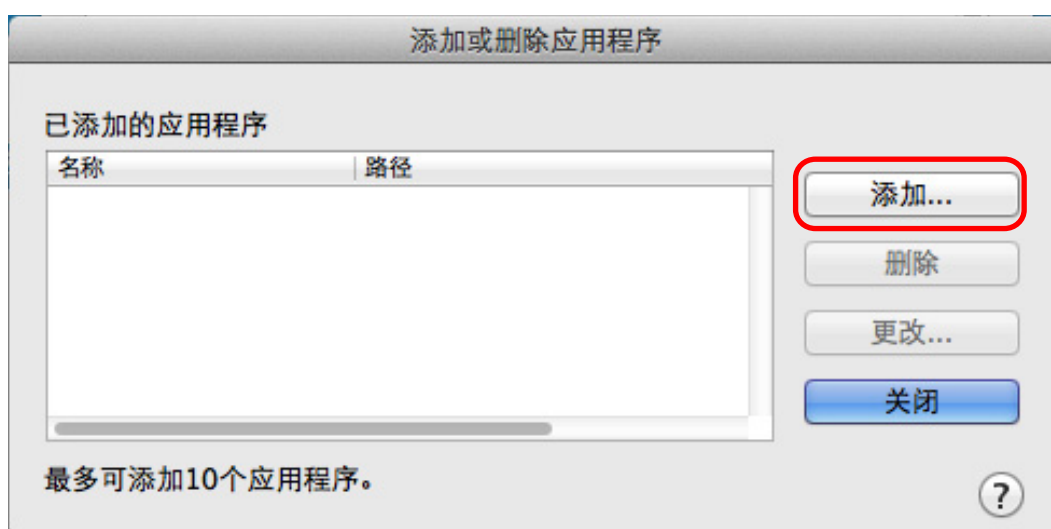 添加或删除应用程序
已添加的应用程序
名称 路径
添加...
删除
更改...
关闭
最多可添加10个应用程序。
?